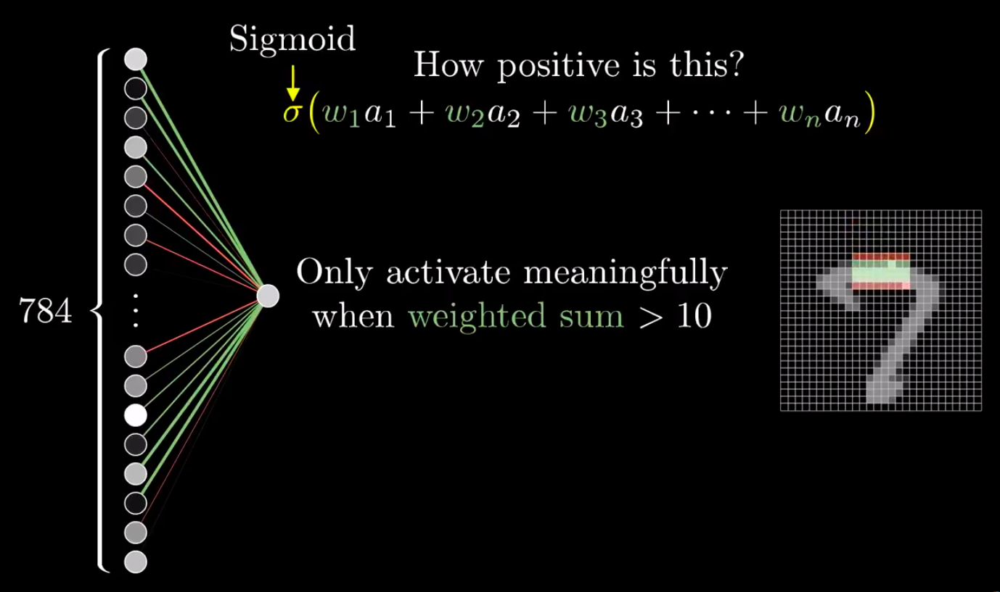 Sigmoid
How positive is this?
σ(w₁a₁ + w₂a₂ + w₃a₃ + ⋯ + wₙaₙ)
Only activate meaningfully
when weighted sum > 10
784